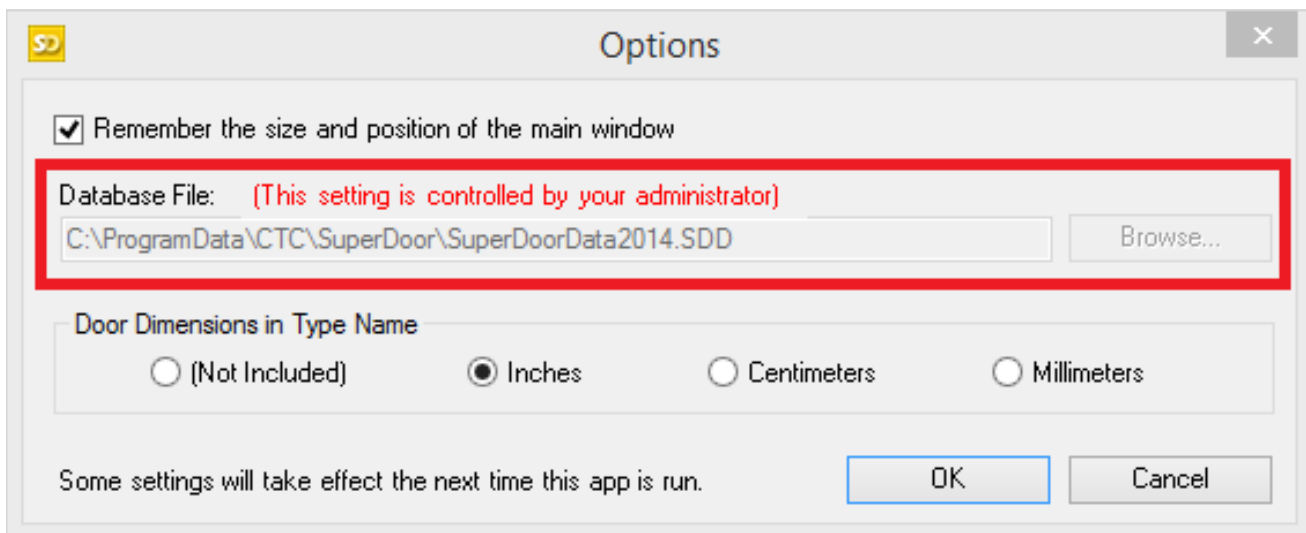 SD Options
Remember the size and position of the main window
Database File: (This setting is controlled by your administrator)
C:\ProgramData\CTC\SuperDoor\SuperDoorData2014.SDD Browse...
Door Dimensions in Type Name
(Not Included) Inches Centimeters Millimeters
Some settings will take effect the next time this app is run. OK Cancel